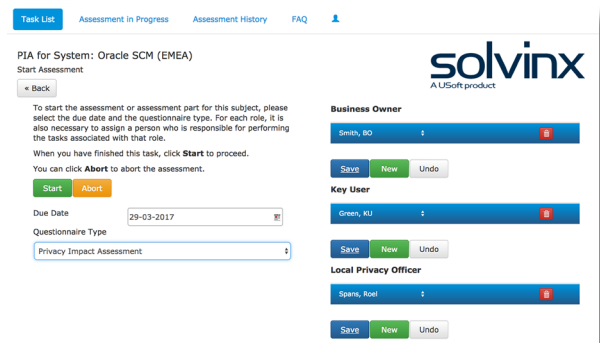 Task List
Assessment in Progress
Assessment History
FAQ
PIA for System: Oracle SCM (EMEA)
Start Assessment
« Back
To start the assessment or assessment part for this subject, please
select the due date and the questionnaire type. For each role, it is
also necessary to assign a person who is responsible for performing
the tasks associated with that role.
When you have finished this task, click Start to proceed.
You can click Abort to abort the assessment.
Start
Abort
Due Date
29-03-2017
Questionnaire Type
Privacy Impact Assessment
solvinx
A USoft product
Business Owner
Smith, BO
Save
New
Undo
Key User
Green, KU
Save
New
Undo
Local Privacy Officer
Spans, Roel
Save
New
Undo